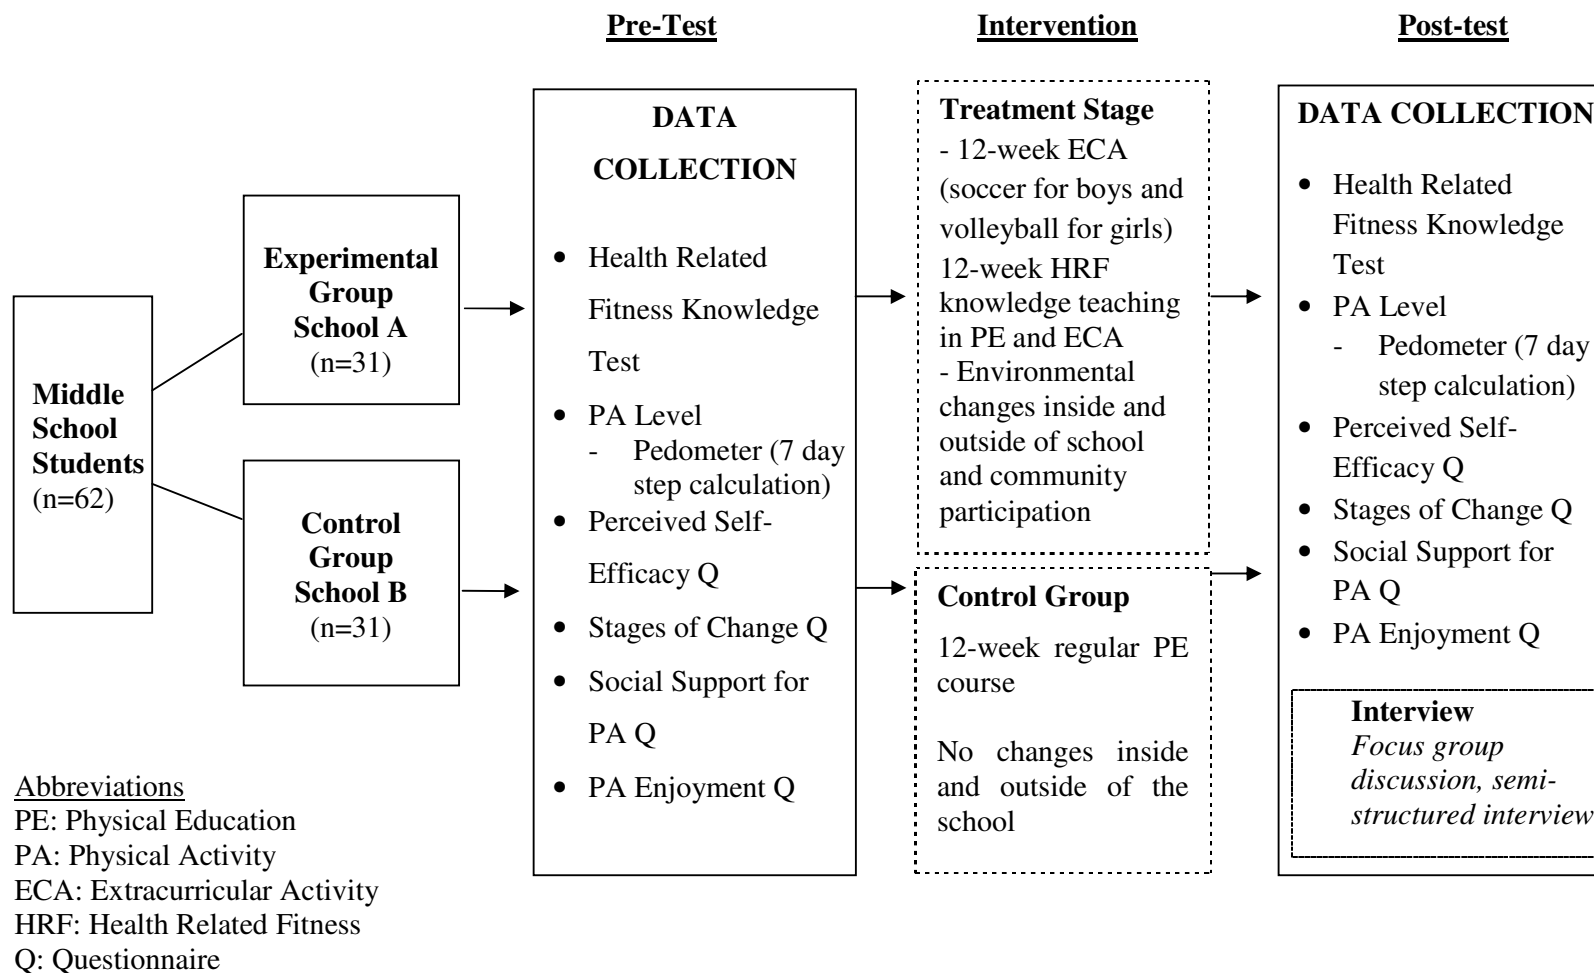 Pre-Test
Intervention
Post-test
Middle
School
Students
(n=62)
Experimental
Group
School A
(n=31)
Control
Group
School B
(n=31)
DATA
COLLECTION
• Health Related
Fitness Knowledge
Test
• PA Level
- Pedometer (7 day
step calculation)
• Perceived Self-
Efficacy Q
• Stages of Change Q
• Social Support for
PA Q
• PA Enjoyment Q
Treatment Stage
- 12-week ECA
(soccer for boys and
volleyball for girls)
12-week HRF
knowledge teaching
in PE and ECA
- Environmental
changes inside and
outside of school
and community
participation
Control Group
12-week regular PE
course
No changes inside
and outside of the
school
DATA COLLECTION
• Health Related
Fitness Knowledge
Test
• PA Level
- Pedometer (7 day
step calculation)
• Perceived Self-
Efficacy Q
• Stages of Change Q
• Social Support for
PA Q
• PA Enjoyment Q
Interview
Focus group
discussion, semi-
structured interview
Abbreviations
PE: Physical Education
PA: Physical Activity
ECA: Extracurricular Activity
HRF: Health Related Fitness
Q: Questionnaire